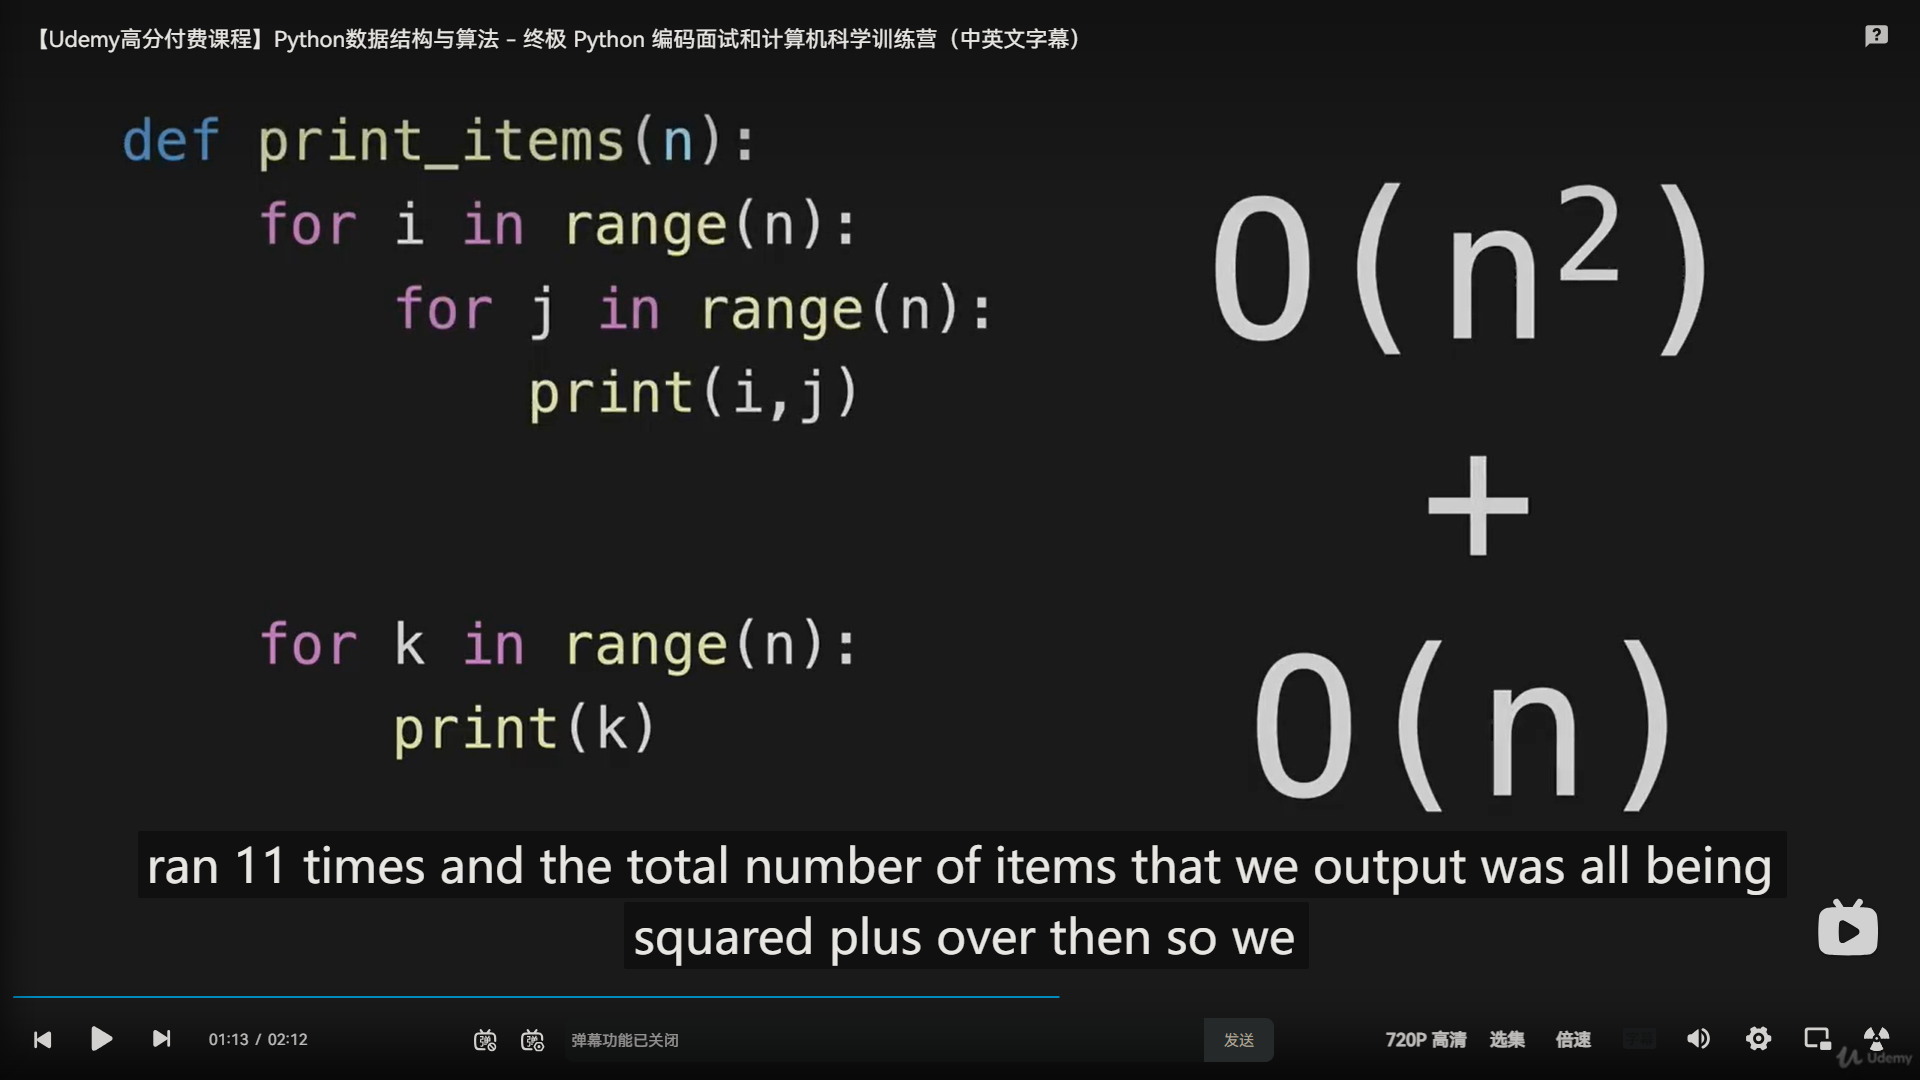 【Udemy高分付费课程】Python数据结构与算法 - 终极 Python 编码面试和计算机科学训练营（中英文字幕）
def print_items(n):
for i in range(n):
for j in range(n):
print(i,j)
O(n²)
+
for k in range(n):
print(k)
O(n)
ran 11 times and the total number of items that we output was all being
squared plus over then so we
01:13 / 02:12
弹
弹
弹幕功能已关闭
发送
720P 高清
选集
倍速
Udemy